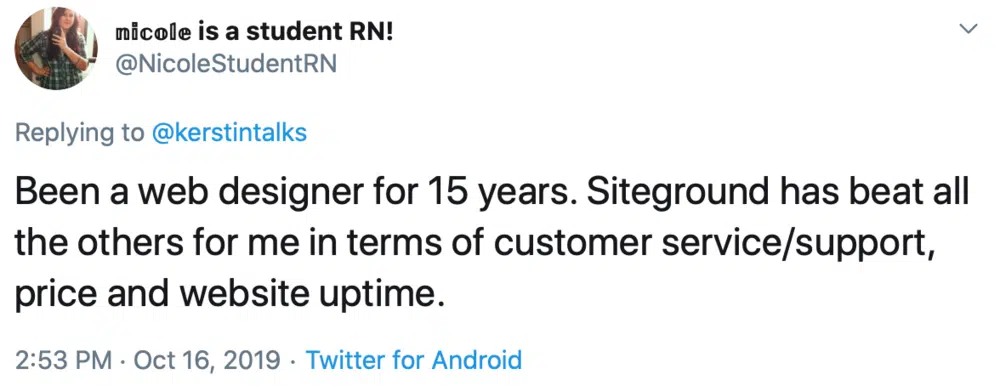 𝕟𝕚𝕔𝕠𝕝𝕖 is a student RN!
@NicoleStudentRN
Replying to @kerstintalks
Been a web designer for 15 years. Siteground has beat all
the others for me in terms of customer service/support,
price and website uptime.
2:53 PM · Oct 16, 2019 · Twitter for Android